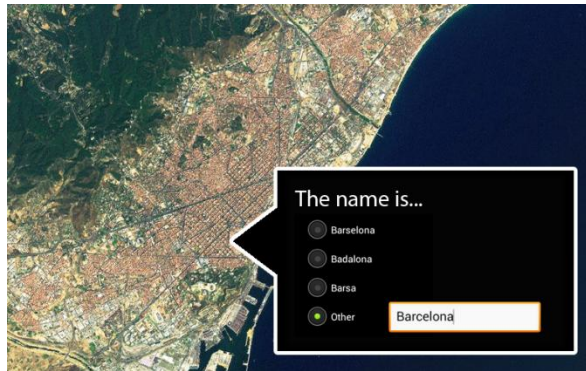 The name is...
Barselona
Badalona
Barsa
Other Barcelona